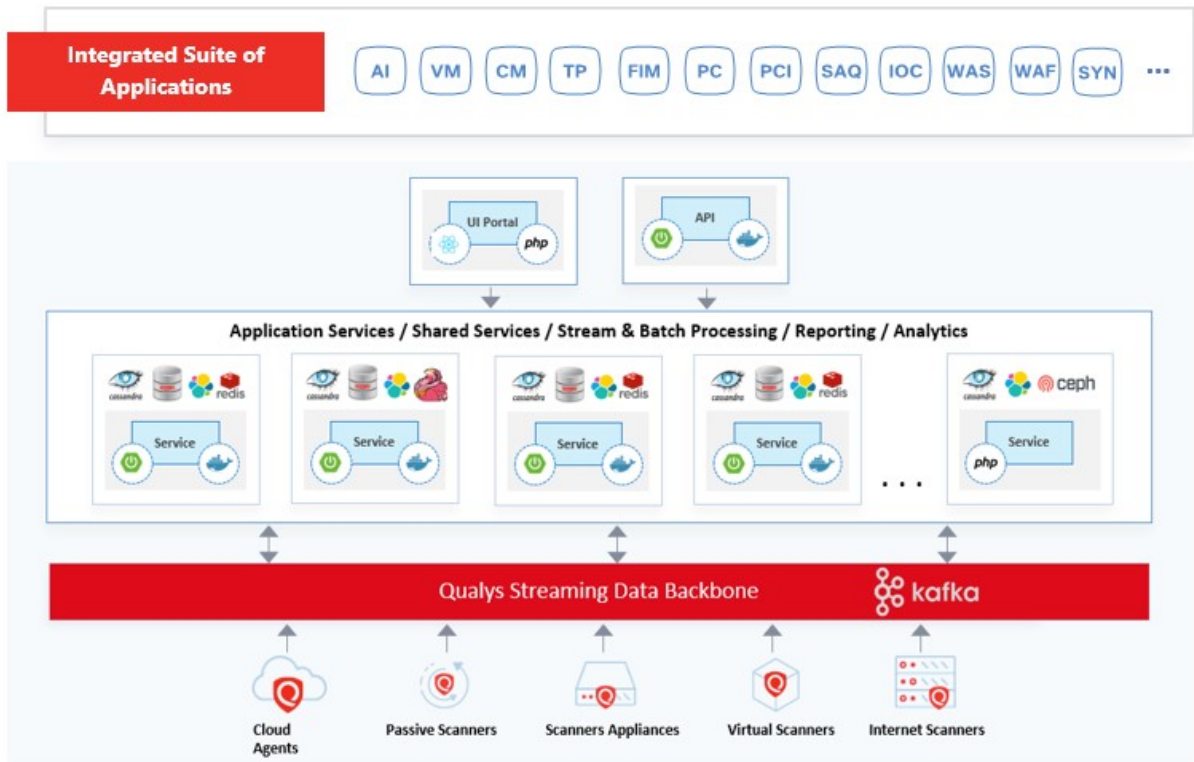 Integrated Suite of
Applications
AI VM CM TP FIM PC PCI SAQ IOC WAS WAF SYN ...
UI Portal
php
API
Application Services / Shared Services / Stream & Batch Processing / Reporting / Analytics
cassandra redis cassandra cassandra redis cassandra redis cassandra ceph
Service Service Service Service Service
php
. . .
Qualys Streaming Data Backbone kafka
Cloud
Agents
Passive Scanners
Scanners Appliances
Virtual Scanners
Internet Scanners